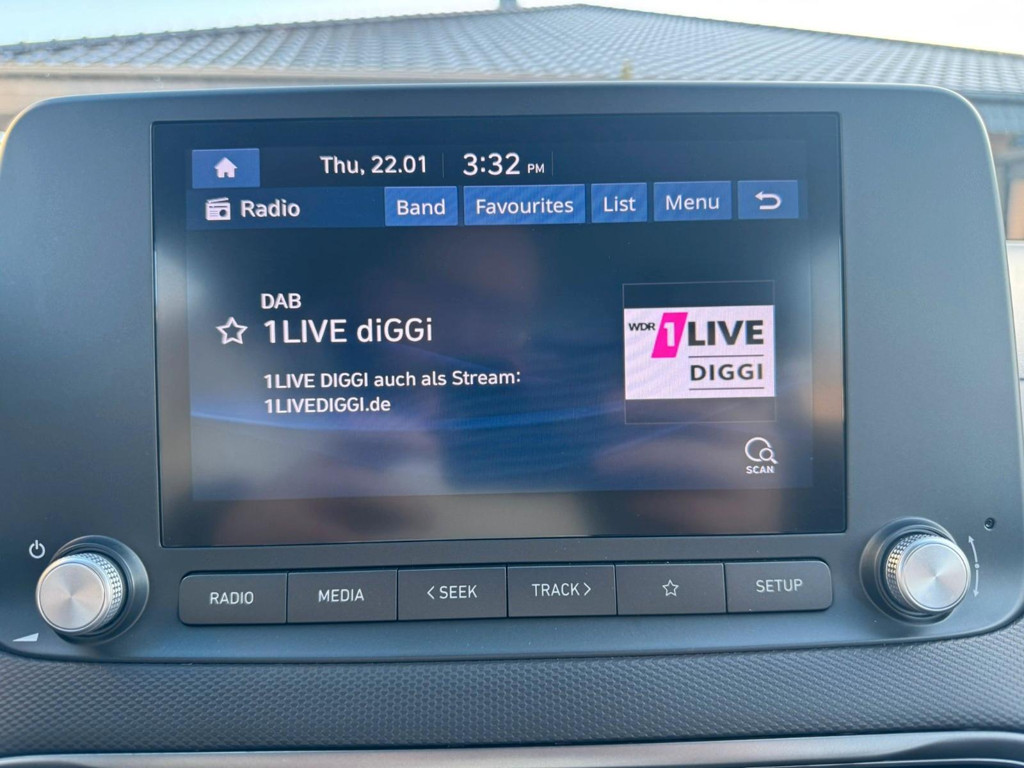 Thu, 22.01 3:32 PM
Radio Band Favourites List Menu
DAB
1LIVE diGGi
1LIVE DIGGI auch als Stream:
1LIVEDIGGI.de
WDR 1LIVE
DIGGI
SCAN
RADIO MEDIA <SEEK TRACK> SETUP